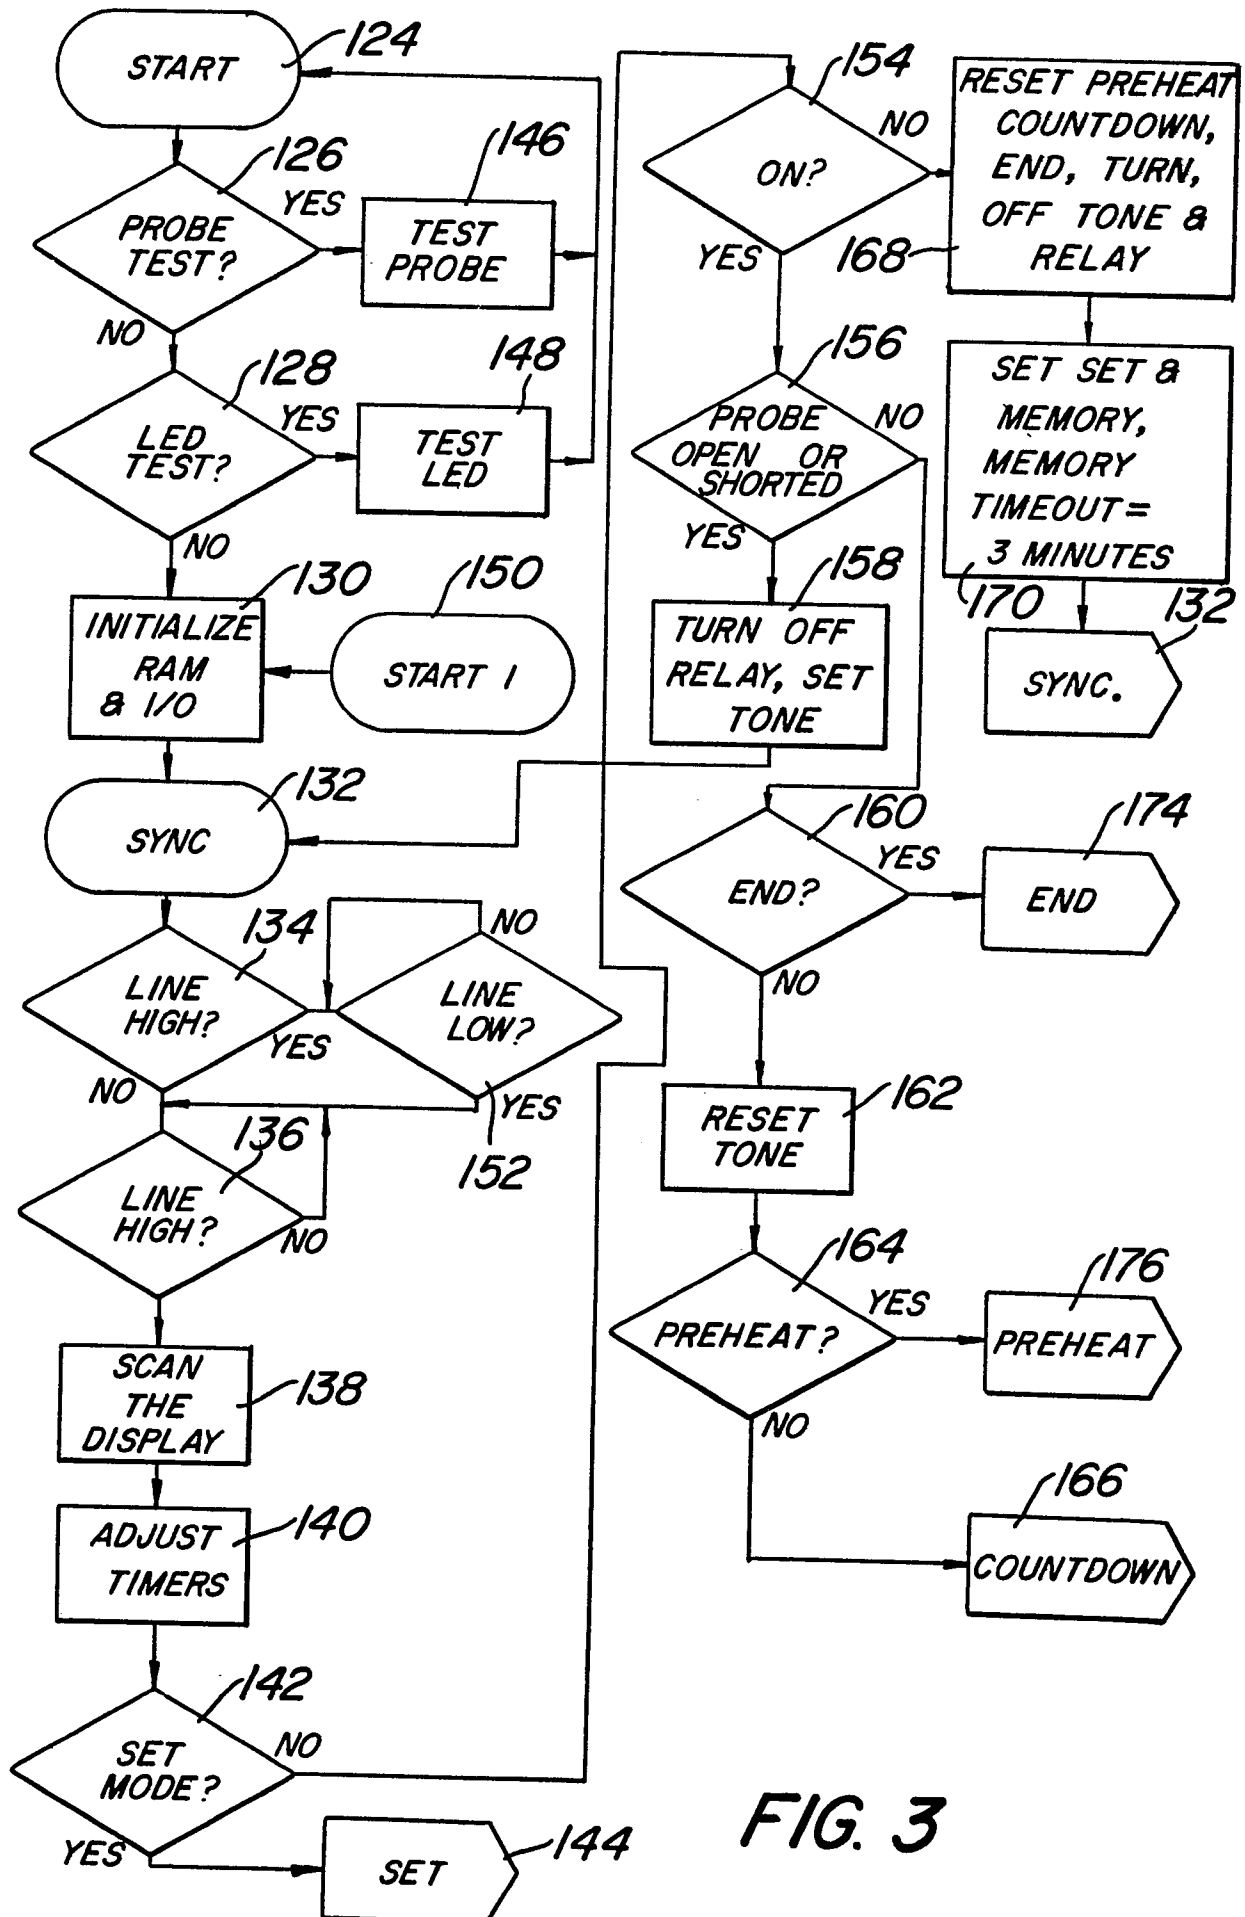 START
124
126
PROBE
TEST?
YES
NO
146
TEST
PROBE
128
LED
TEST?
YES
NO
148
TEST
LED
130
INITIALIZE
RAM
& I/O
150
START 1
132
SYNC
134
LINE
HIGH?
YES
NO
NO
LINE
LOW?
YES
152
136
LINE
HIGH?
NO
SCAN
THE
DISPLAY
138
ADJUST
TIMERS
140
142
SET
MODE?
NO
YES
SET
144
154
ON?
NO
YES
RESET PREHEAT
COUNTDOWN,
END, TURN,
OFF TONE &
RELAY
168
156
PROBE
OPEN OR
SHORTED
NO
YES
SET SET &
MEMORY,
MEMORY
TIMEOUT =
3 MINUTES
170
132
SYNC.
158
TURN OFF
RELAY, SET
TONE
160
END?
YES
NO
174
END
162
RESET
TONE
164
PREHEAT?
YES
NO
176
PREHEAT
166
COUNTDOWN
FIG. 3